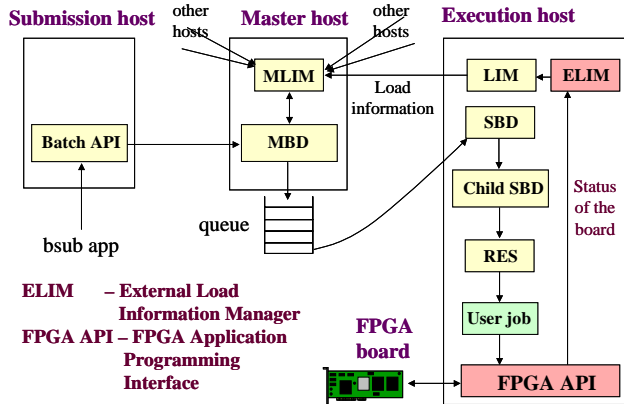 Submission host
Master host
Execution host
other
hosts
other
hosts
MLIM
LIM
ELIM
Load
information
Batch API
MBD
SBD
Child SBD
Status
of the
board
queue
bsub app
RES
ELIM – External Load
Information Manager
FPGA API – FPGA Application
Programming
Interface
User job
FPGA
board
FPGA API